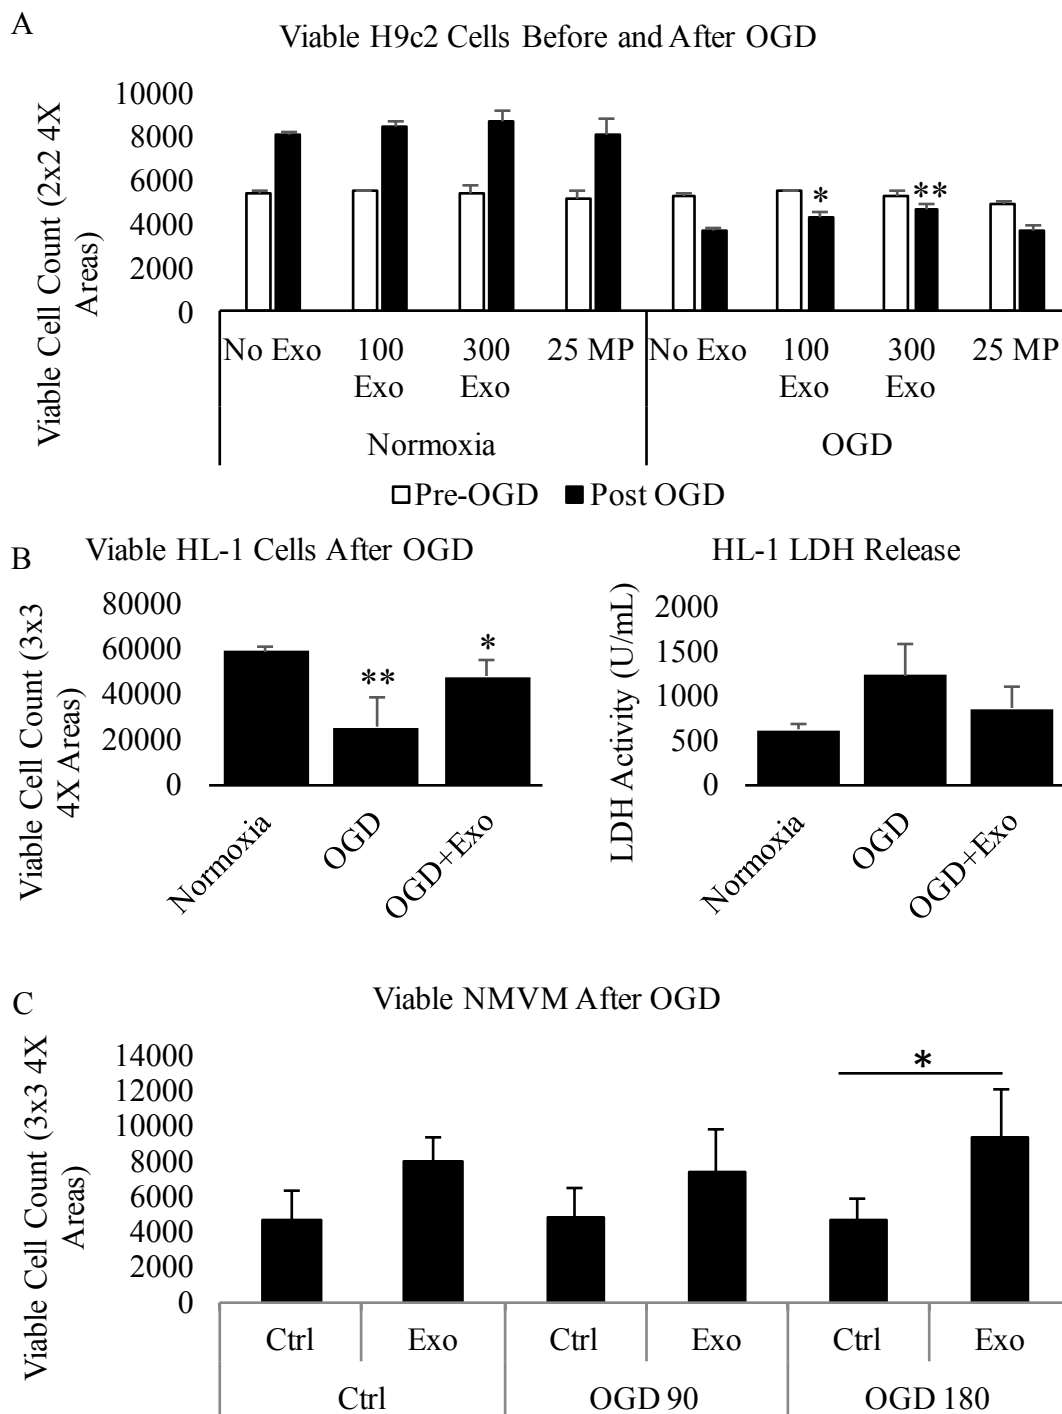 A
Viable H9c2 Cells Before and After OGD
Viable Cell Count (2x2 4X
Areas)
10000
8000
6000
4000
2000
0
* **
No Exo 100 300 25 MP No Exo 100 300 25 MP
Exo Exo Exo Exo
Normoxia OGD
Pre-OGD Post OGD
B
Viable HL-1 Cells After OGD
Viable Cell Count (3x3
4X Areas)
80000
60000
40000
20000
0
** *
Normoxia OGD OGD+Exo
HL-1 LDH Release
LDH Activity (U/mL)
2000
1500
1000
500
0
Normoxia OGD OGD+Exo
C
Viable NMVM After OGD
Viable Cell Count (3x3 4X
Areas)
14000
12000
10000
8000
6000
4000
2000
0
*
Ctrl Exo Ctrl Exo Ctrl Exo
Ctrl OGD 90 OGD 180